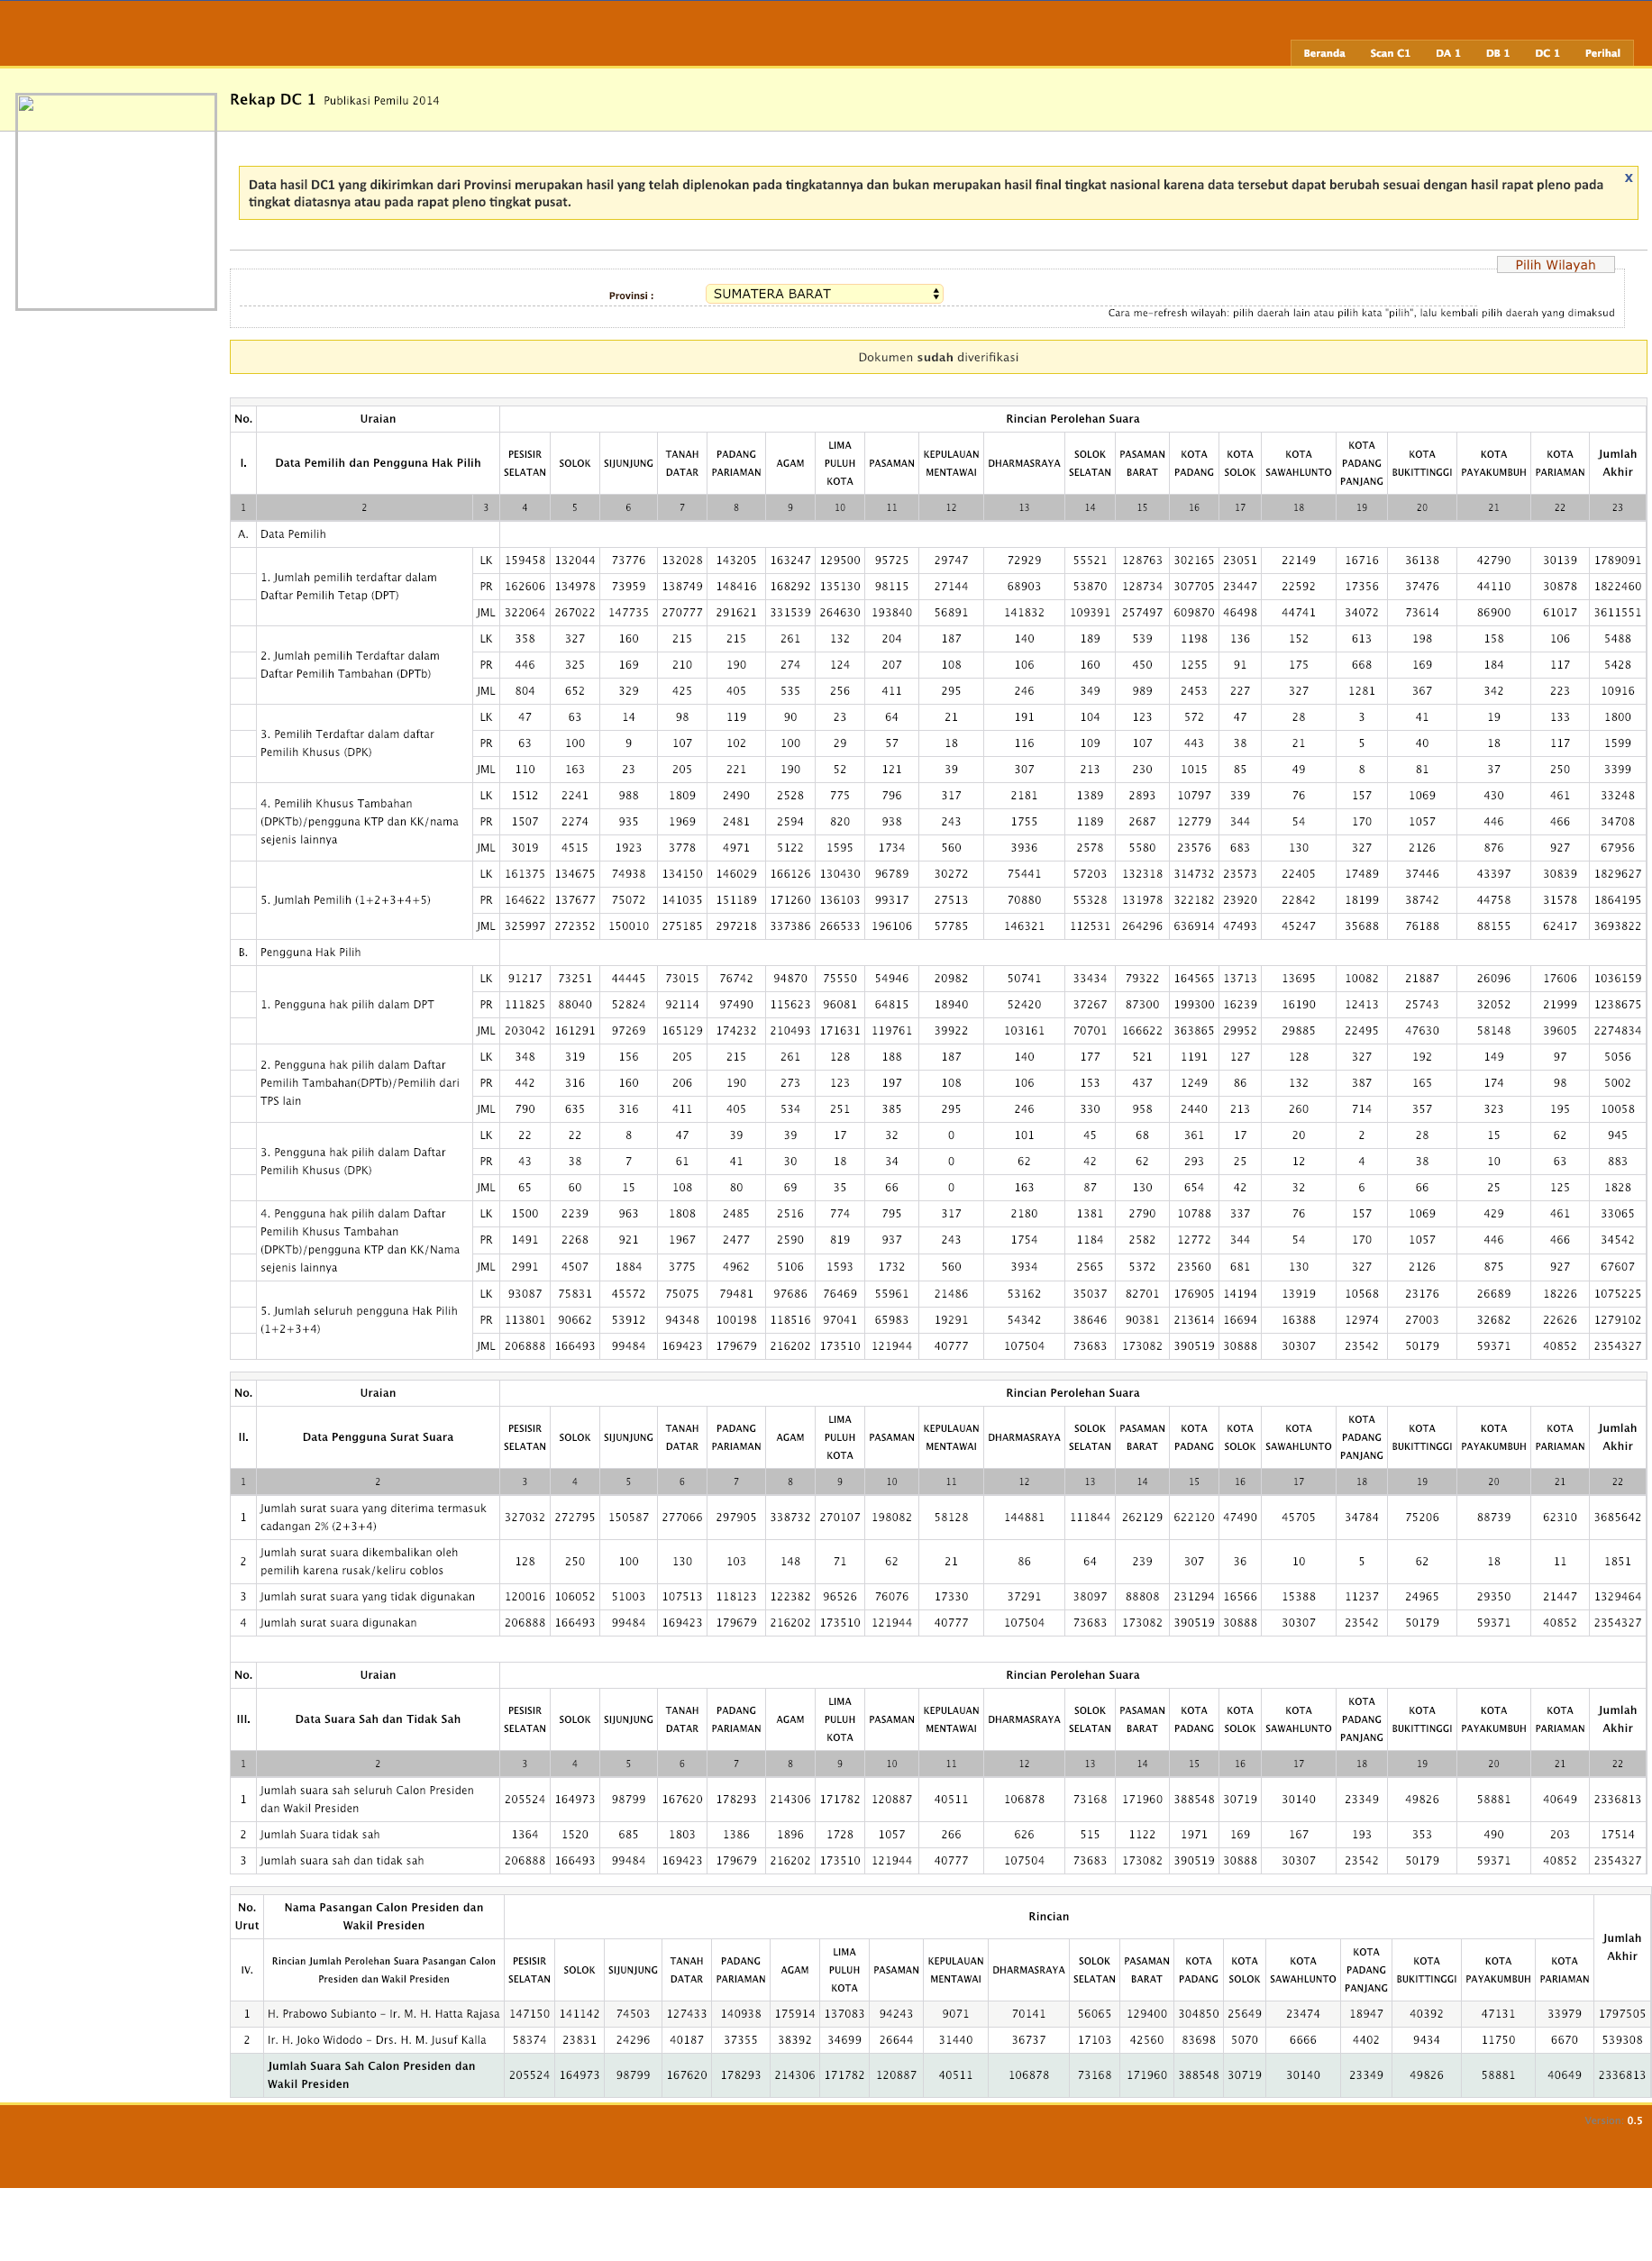 Beranda Scan C1 DA 1 DB 1 DC 1 Perihal
Rekap DC 1 Publikasi Pemilu 2014
Data hasil DC1 yang dikirimkan dari Provinsi merupakan hasil yang telah diplenokan pada tingkatannya dan bukan merupakan hasil final tingkat nasional karena data tersebut dapat berubah sesuai dengan hasil rapat pleno pada
tingkat diatasnya atau pada rapat pleno tingkat pusat.
x
Pilih Wilayah
Provinsi : SUMATERA BARAT
Cara me-refresh wilayah: pilih daerah lain atau pilih kata "pilih", lalu kembali pilih daerah yang dimaksud
Dokumen sudah diverifikasi
No. Uraian Rincian Perolehan Suara
I. Data Pemilih dan Pengguna Hak Pilih PESISIR SELATAN SOLOK SIJUNJUNG TANAH DATAR PADANG PARIAMAN AGAM LIMA PULUH KOTA PASAMAN KEPULAUAN MENTAWAI DHARMASRAYA SOLOK SELATAN PASAMAN BARAT KOTA PADANG KOTA SOLOK KOTA SAWAHLUNTO KOTA PADANG PANJANG KOTA BUKITTINGGI KOTA PAYAKUMBUH KOTA PARIAMAN Jumlah Akhir
1 2 3 4 5 6 7 8 9 10 11 12 13 14 15 16 17 18 19 20 21 22 23
A. Data Pemilih
1. Jumlah pemilih terdaftar dalam Daftar Pemilih Tetap (DPT)
LK 159458 132044 73776 132028 143205 163247 129500 95725 29747 72929 55521 128763 302165 23051 22149 16716 36138 42790 30139 1789091
PR 162606 134978 73959 138749 148416 168292 135130 98115 27144 68903 53870 128734 307705 23447 22592 17356 37476 44110 30878 1822460
JML 322064 267022 147735 270777 291621 331539 264630 193840 56891 141832 109391 257497 609870 46498 44741 34072 73614 86900 61017 3611551
2. Jumlah pemilih Terdaftar dalam Daftar Pemilih Tambahan (DPTb)
LK 358 327 160 215 215 261 132 204 187 140 189 539 1198 136 152 613 198 158 106 5488
PR 446 325 169 210 190 274 124 207 108 106 160 450 1255 91 175 668 169 184 117 5428
JML 804 652 329 425 405 535 256 411 295 246 349 989 2453 227 327 1281 367 342 223 10916
3. Pemilih Terdaftar dalam daftar Pemilih Khusus (DPK)
LK 47 63 14 98 119 90 23 64 21 191 104 123 572 47 28 3 41 19 133 1800
PR 63 100 9 107 102 100 29 57 18 116 109 107 443 38 21 5 40 18 117 1599
JML 110 163 23 205 221 190 52 121 39 307 213 230 1015 85 49 8 81 37 250 3399
4. Pemilih Khusus Tambahan (DPKTb)/pengguna KTP dan KK/nama sejenis lainnya
LK 1512 2241 988 1809 2490 2528 775 796 317 2181 1389 2893 10797 339 76 157 1069 430 461 33248
PR 1507 2274 935 1969 2481 2594 820 938 243 1755 1189 2687 12779 344 54 170 1057 446 466 34708
JML 3019 4515 1923 3778 4971 5122 1595 1734 560 3936 2578 5580 23576 683 130 327 2126 876 927 67956
5. Jumlah Pemilih (1+2+3+4+5)
LK 161375 134675 74938 134150 146029 166126 130430 96789 30272 75441 57203 132318 314732 23573 22405 17489 37446 43397 30839 1829627
PR 164622 137677 75072 141035 151189 171260 136103 99317 27513 70880 55328 131978 322182 23920 22842 18199 38742 44758 31578 1864195
JML 325997 272352 150010 275185 297218 337386 266533 196106 57785 146321 112531 264296 636914 47493 45247 35688 76188 88155 62417 3693822
B. Pengguna Hak Pilih
1. Pengguna hak pilih dalam DPT
LK 91217 73251 44445 73015 76742 94870 75550 54946 20982 50741 33434 79322 164565 13713 13695 10082 21887 26096 17606 1036159
PR 111825 88040 52824 92114 97490 115623 96081 64815 18940 52420 37267 87300 199300 16239 16190 12413 25743 32052 21999 1238675
JML 203042 161291 97269 165129 174232 210493 171631 119761 39922 103161 70701 166622 363865 29952 29885 22495 47630 58148 39605 2274834
2. Pengguna hak pilih dalam Daftar Pemilih Tambahan(DPTb)/Pemilih dari TPS lain
LK 348 319 156 205 215 261 128 188 187 140 177 521 1191 127 128 327 192 149 97 5056
PR 442 316 160 206 190 273 123 197 108 106 153 437 1249 86 132 387 165 174 98 5002
JML 790 635 316 411 405 534 251 385 295 246 330 958 2440 213 260 714 357 323 195 10058
3. Pengguna hak pilih dalam Daftar Pemilih Khusus (DPK)
LK 22 22 8 47 39 39 17 32 0 101 45 68 361 17 20 2 28 15 62 945
PR 43 38 7 61 41 30 18 34 0 62 42 62 293 25 12 4 38 10 63 883
JML 65 60 15 108 80 69 35 66 0 163 87 130 654 42 32 6 66 25 125 1828
4. Pengguna hak pilih dalam Daftar Pemilih Khusus Tambahan (DPKTb)/pengguna KTP dan KK/Nama sejenis lainnya
LK 1500 2239 963 1808 2485 2516 774 795 317 2180 1381 2790 10788 337 76 157 1069 429 461 33065
PR 1491 2268 921 1967 2477 2590 819 937 243 1754 1184 2582 12772 344 54 170 1057 446 466 34542
JML 2991 4507 1884 3775 4962 5106 1593 1732 560 3934 2565 5372 23560 681 130 327 2126 875 927 67607
5. Jumlah seluruh pengguna Hak Pilih (1+2+3+4)
LK 93087 75831 45572 75075 79481 97686 76469 55961 21486 53162 35037 82701 176905 14194 13919 10568 23176 26689 18226 1075225
PR 113801 90662 53912 94348 100198 118516 97041 65983 19291 54342 38646 90381 213614 16694 16388 12974 27003 32682 22626 1279102
JML 206888 166493 99484 169423 179679 216202 173510 121944 40777 107504 73683 173082 390519 30888 30307 23542 50179 59371 40852 2354327
No. Uraian Rincian Perolehan Suara
II. Data Pengguna Surat Suara PESISIR SELATAN SOLOK SIJUNJUNG TANAH DATAR PADANG PARIAMAN AGAM LIMA PULUH KOTA PASAMAN KEPULAUAN MENTAWAI DHARMASRAYA SOLOK SELATAN PASAMAN BARAT KOTA PADANG KOTA SOLOK KOTA SAWAHLUNTO KOTA PADANG PANJANG KOTA BUKITTINGGI KOTA PAYAKUMBUH KOTA PARIAMAN Jumlah Akhir
1 2 3 4 5 6 7 8 9 10 11 12 13 14 15 16 17 18 19 20 21 22
1 Jumlah surat suara yang diterima termasuk cadangan 2% (2+3+4) 327032 272795 150587 277066 297905 338732 270107 198082 58128 144881 111844 262129 622120 47490 45705 34784 75206 88739 62310 3685642
2 Jumlah surat suara dikembalikan oleh pemilih karena rusak/keliru coblos 128 250 100 130 103 148 71 62 21 86 64 239 307 36 10 5 62 18 11 1851
3 Jumlah surat suara yang tidak digunakan 120016 106052 51003 107513 118123 122382 96526 76076 17330 37291 38097 88808 231294 16566 15388 11237 24965 29350 21447 1329464
4 Jumlah surat suara digunakan 206888 166493 99484 169423 179679 216202 173510 121944 40777 107504 73683 173082 390519 30888 30307 23542 50179 59371 40852 2354327
No. Uraian Rincian Perolehan Suara
III. Data Suara Sah dan Tidak Sah PESISIR SELATAN SOLOK SIJUNJUNG TANAH DATAR PADANG PARIAMAN AGAM LIMA PULUH KOTA PASAMAN KEPULAUAN MENTAWAI DHARMASRAYA SOLOK SELATAN PASAMAN BARAT KOTA PADANG KOTA SOLOK KOTA SAWAHLUNTO KOTA PADANG PANJANG KOTA BUKITTINGGI KOTA PAYAKUMBUH KOTA PARIAMAN Jumlah Akhir
1 2 3 4 5 6 7 8 9 10 11 12 13 14 15 16 17 18 19 20 21 22
1 Jumlah suara sah seluruh Calon Presiden dan Wakil Presiden 205524 164973 98799 167620 178293 214306 171782 120887 40511 106878 73168 171960 388548 30719 30140 23349 49826 58881 40649 2336813
2 Jumlah Suara tidak sah 1364 1520 685 1803 1386 1896 1728 1057 266 626 515 1122 1971 169 167 193 353 490 203 17514
3 Jumlah suara sah dan tidak sah 206888 166493 99484 169423 179679 216202 173510 121944 40777 107504 73683 173082 390519 30888 30307 23542 50179 59371 40852 2354327
No. Urut Nama Pasangan Calon Presiden dan Wakil Presiden Rincian Jumlah Akhir
IV. Rincian Jumlah Perolehan Suara Pasangan Calon Presiden dan Wakil Presiden PESISIR SELATAN SOLOK SIJUNJUNG TANAH DATAR PADANG PARIAMAN AGAM LIMA PULUH KOTA PASAMAN KEPULAUAN MENTAWAI DHARMASRAYA SOLOK SELATAN PASAMAN BARAT KOTA PADANG KOTA SOLOK KOTA SAWAHLUNTO KOTA PADANG PANJANG KOTA BUKITTINGGI KOTA PAYAKUMBUH KOTA PARIAMAN
1 H. Prabowo Subianto - Ir. M. H. Hatta Rajasa 147150 141142 74503 127433 140938 175914 137083 94243 9071 70141 56065 129400 304850 25649 23474 18947 40392 47131 33979 1797505
2 Ir. H. Joko Widodo - Drs. H. M. Jusuf Kalla 58374 23831 24296 40187 37355 38392 34699 26644 31440 36737 17103 42560 83698 5070 6666 4402 9434 11750 6670 539308
Jumlah Suara Sah Calon Presiden dan Wakil Presiden 205524 164973 98799 167620 178293 214306 171782 120887 40511 106878 73168 171960 388548 30719 30140 23349 49826 58881 40649 2336813
0.5